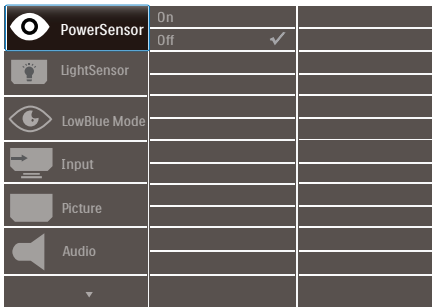 PowerSensor
On
Off
LightSensor
LowBlue Mode
Input
Picture
Audio